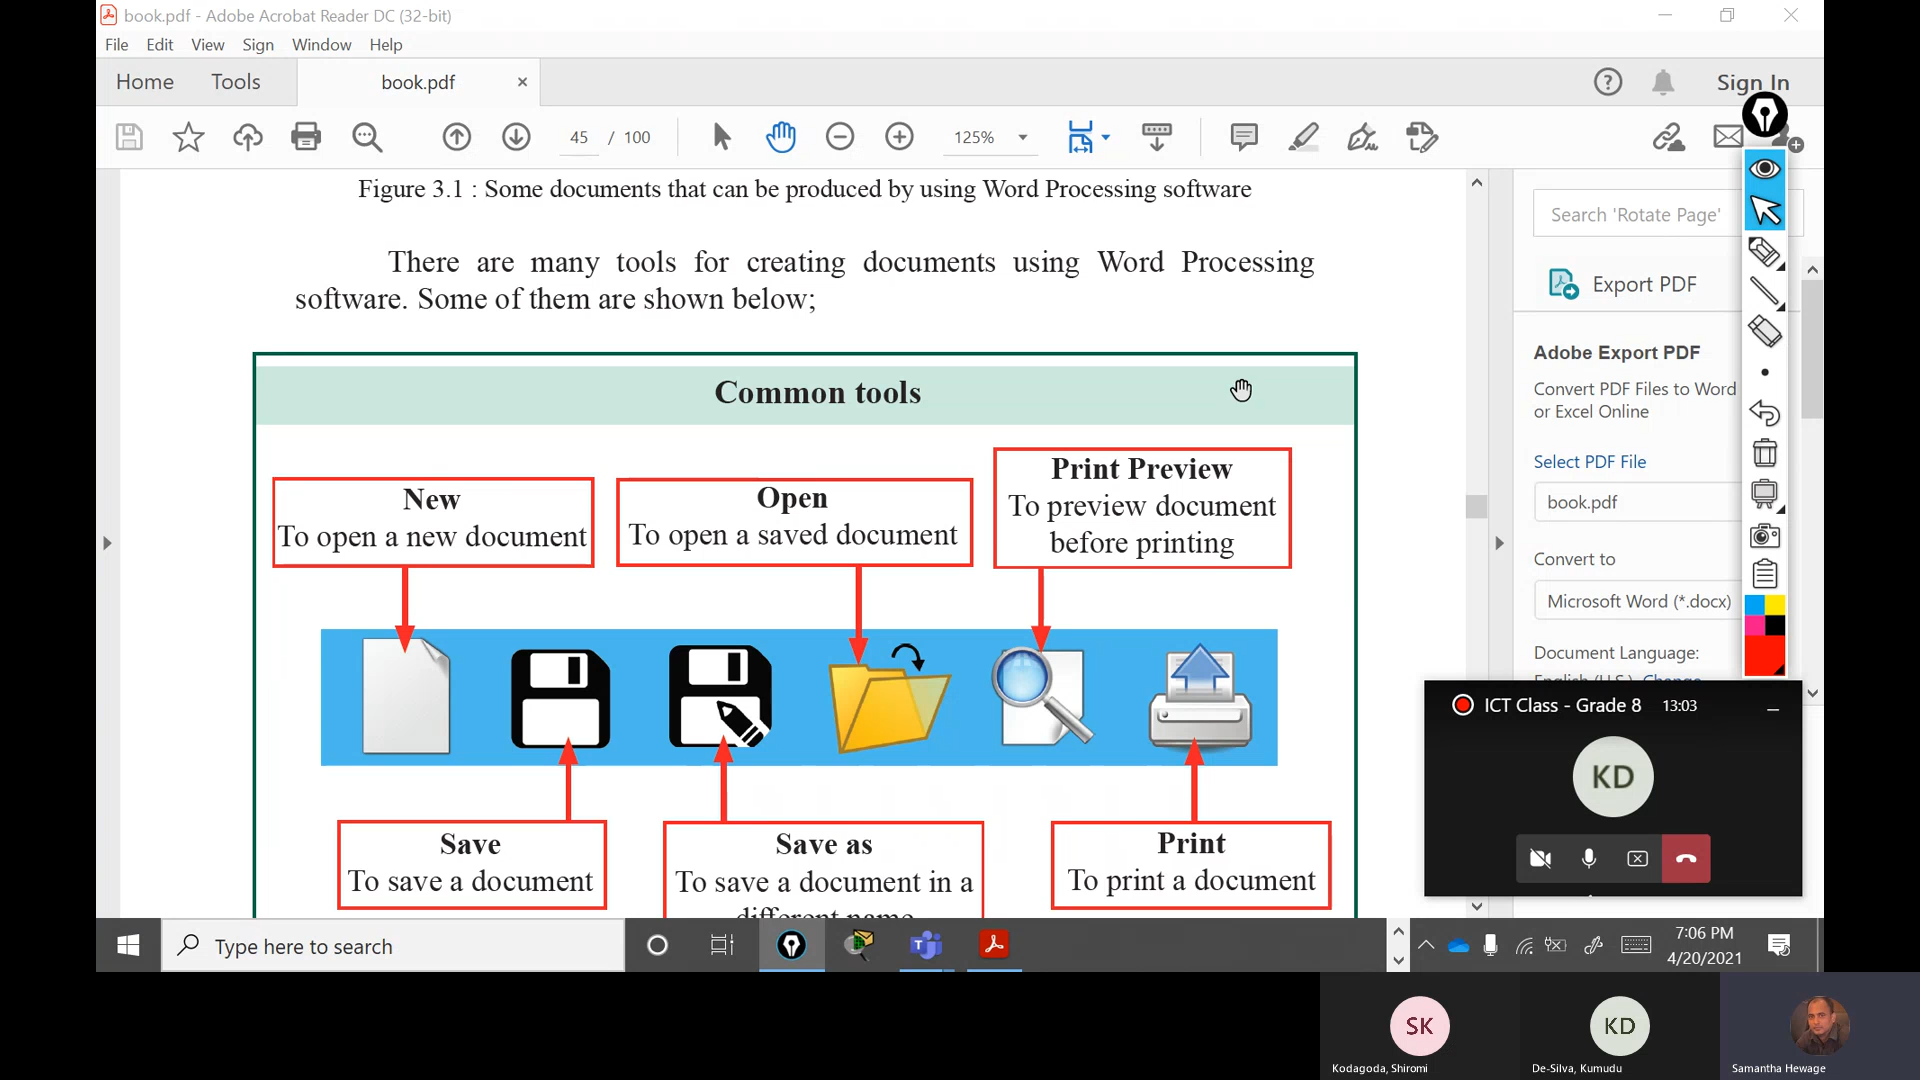 book.pdf - Adobe Acrobat Reader DC (32-bit)
File Edit View Sign Window Help
Home Tools book.pdf Sign In
45 / 100 125%
Figure 3.1 : Some documents that can be produced by using Word Processing software
There are many tools for creating documents using Word Processing
software. Some of them are shown below;
Common tools
New
To open a new document
Open
To open a saved document
Print Preview
To preview document
before printing
Save
To save a document
Save as
To save a document in a
different name
Print
To print a document
Search 'Rotate Page'
Export PDF
Adobe Export PDF
Convert PDF Files to Word
or Excel Online
Select PDF File
book.pdf
Convert to
Microsoft Word (*.docx)
Document Language:
English (U.S.) Change
ICT Class - Grade 8 13:03
KD
Type here to search
7:06 PM
4/20/2021
SK
Kodagoda, Shiromi
KD
De-Silva, Kumudu
Samantha Hewage